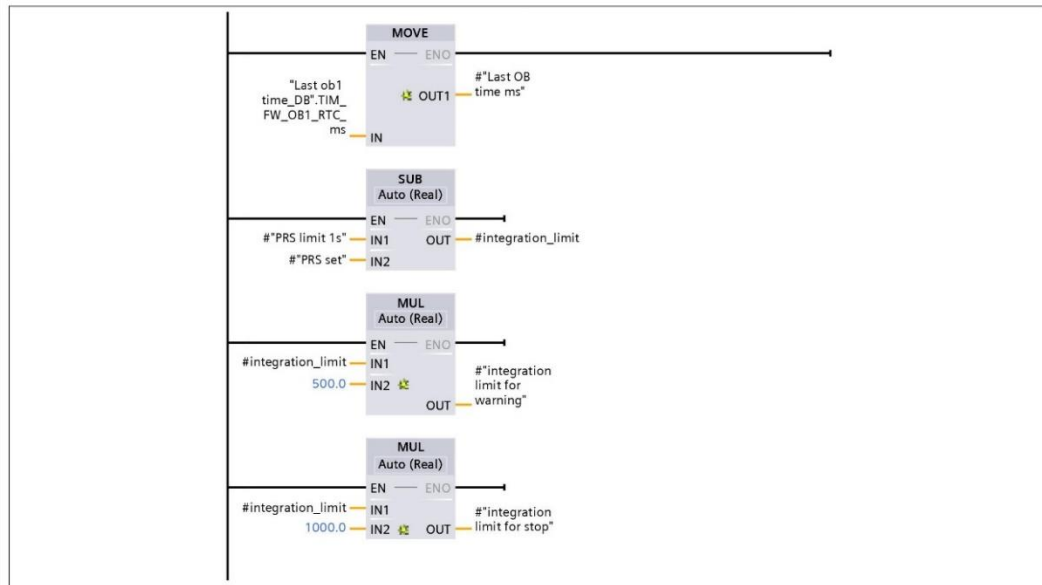 MOVE
EN
ENO
"Last ob1
time_DB".TIM_
FW_OB1_RTC_
ms
IN
OUT1
#"Last OB
time ms"
SUB
Auto (Real)
EN
ENO
#"PRS limit 1s"
IN1
OUT
#integration_limit
#"PRS set"
IN2
MUL
Auto (Real)
EN
ENO
#integration_limit
IN1
500.0
IN2
OUT
#"integration
limit for
warning"
MUL
Auto (Real)
EN
ENO
#integration_limit
IN1
1000.0
IN2
OUT
#"integration
limit for stop"